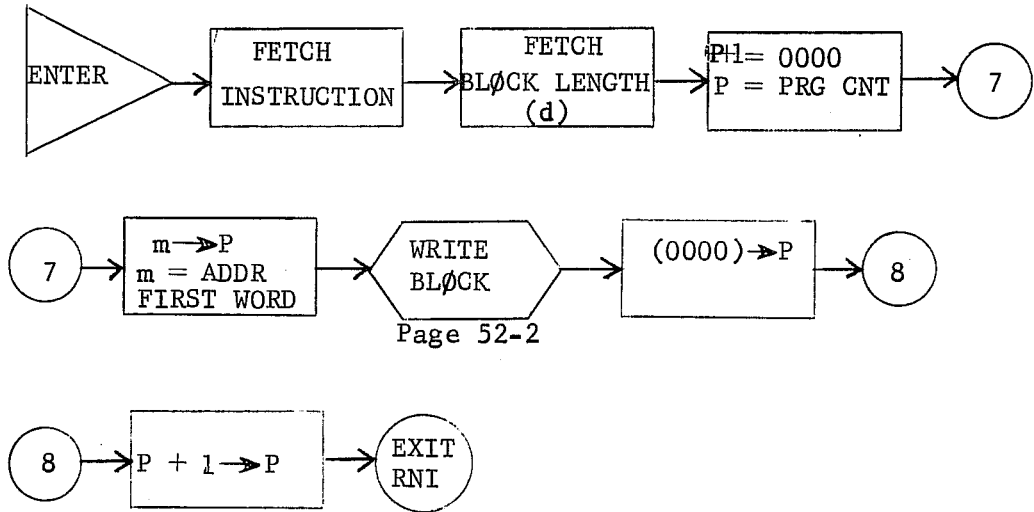 ENTER
FETCH
INSTRUCTION
FETCH
BLØCK LENGTH
(d)
P+1= 0000
P = PRG CNT
7
7
m→P
m = ADDR
FIRST WORD
WRITE
BLØCK
Page 52-2
(0000)→P
8
8
P + 1→P
EXIT
RNI